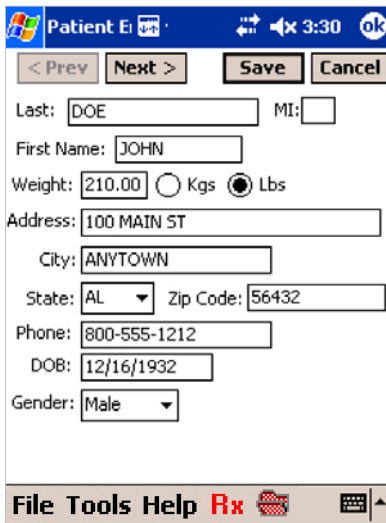 Patient E 3:30 ok
< Prev Next > Save Cancel
Last: DOE MI:
First Name: JOHN
Weight: 210.00 Kgs Lbs
Address: 100 MAIN ST
City: ANYTOWN
State: AL Zip Code: 56432
Phone: 800-555-1212
DOB: 12/16/1932
Gender: Male
File Tools Help Rx